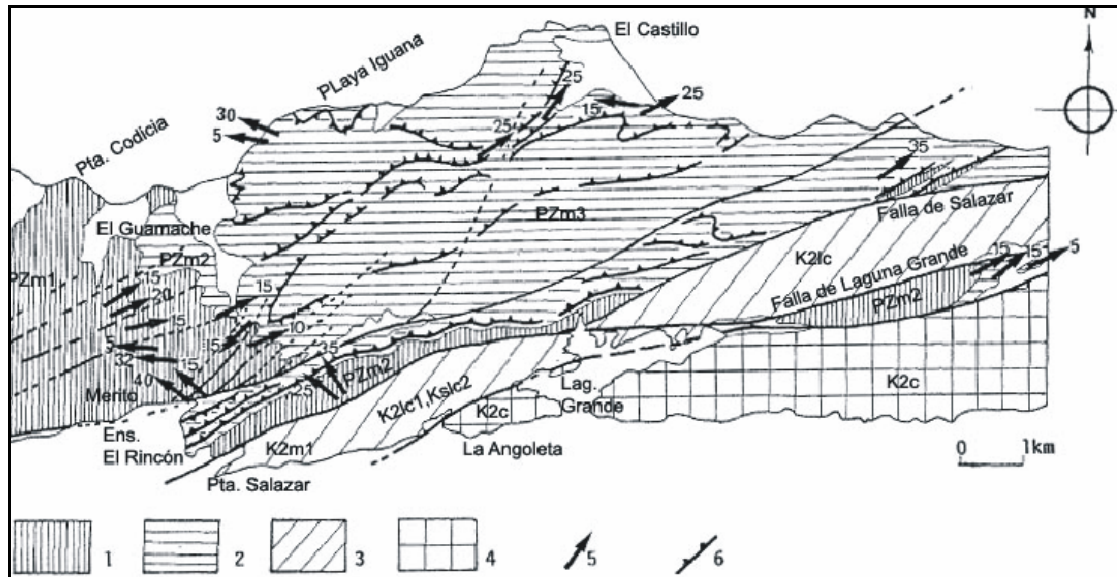 N
El Castillo
PLaya Iguana
25
30
5
15
25
Pta. Codicia
25
35
El Guamache
PZm3
Falla de Salazar
PZm1
PZm2
K2lc
15
15
5
Falla de Laguna Grande
15
20
15
PZm2
15
10
5
15
32
15
35
40
25
PZm2
Merito
K2lc1,Kslc2
K2c
Lag.
Grande
K2c
Ens.
El Rincón
K2m1
La Angoleta
0 1km
Pta. Salazar
1 2 3 4 5 6